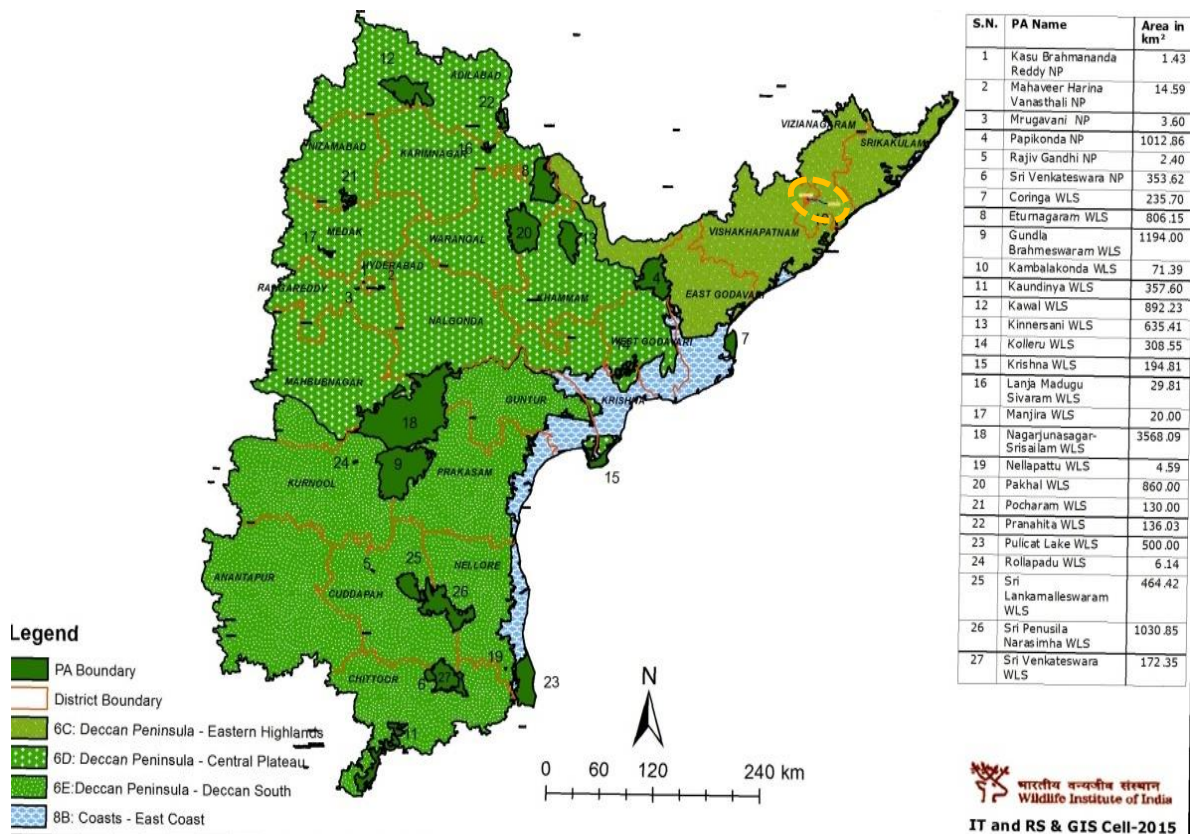 12
ADILABAD
22
VIZIANAGARAM
SRIKAKULAM
NIZAMABAD
KARIMNAGAR
16
8
21
VISHAKHAPATNAM
MEDAK
WARANGAL
20
17
HYDERABAD
RANGAREDDY
KHAMMAM
4
EAST GODAVARI
3
NALGONDA
WEST GODAVARI
7
MAHBUBNAGAR
GUNTUR
KRISHNA
18
24
9
PRAKASAM
15
KURNOOL
ANANTAPUR
5
25
NELLORE
CUDDAPAH
26
19
CHITTOOR
6
27
23
11
Legend
PA Boundary
District Boundary
6C: Deccan Peninsula - Eastern Highlands
6D: Deccan Peninsula - Central Plateau
6E:Deccan Peninsula - Deccan South
8B: Coasts - East Coast
N
0 60 120 240 km
S.N. PA Name Area in km²
1 Kasu Brahmananda Reddy NP 1.43
2 Mahaveer Harina Vanasthali NP 14.59
3 Mrugavani NP 3.60
4 Papikonda NP 1012.86
5 Rajiv Gandhi NP 2.40
6 Sri Venkateswara NP 353.62
7 Coringa WLS 235.70
8 Eturnagaram WLS 806.15
9 Gundla Brahmeswaram WLS 1194.00
10 Kambalakonda WLS 71.39
11 Kaundinya WLS 357.60
12 Kawal WLS 892.23
13 Kinnersani WLS 635.41
14 Kolleru WLS 308.55
15 Krishna WLS 194.81
16 Lanja Madugu Sivaram WLS 29.81
17 Manjira WLS 20.00
18 Nagarjunasagar-Srisailam WLS 3568.09
19 Nellapattu WLS 4.59
20 Pakhal WLS 860.00
21 Pocharam WLS 130.00
22 Pranahita WLS 136.03
23 Pulicat Lake WLS 500.00
24 Rollapadu WLS 6.14
25 Sri Lankamalleswaram WLS 464.42
26 Sri Penusila Narasimha WLS 1030.85
27 Sri Venkateswara WLS 172.35
भारतीय वन्यजीव संस्थान
Wildlife Institute of India
IT and RS & GIS Cell-2015